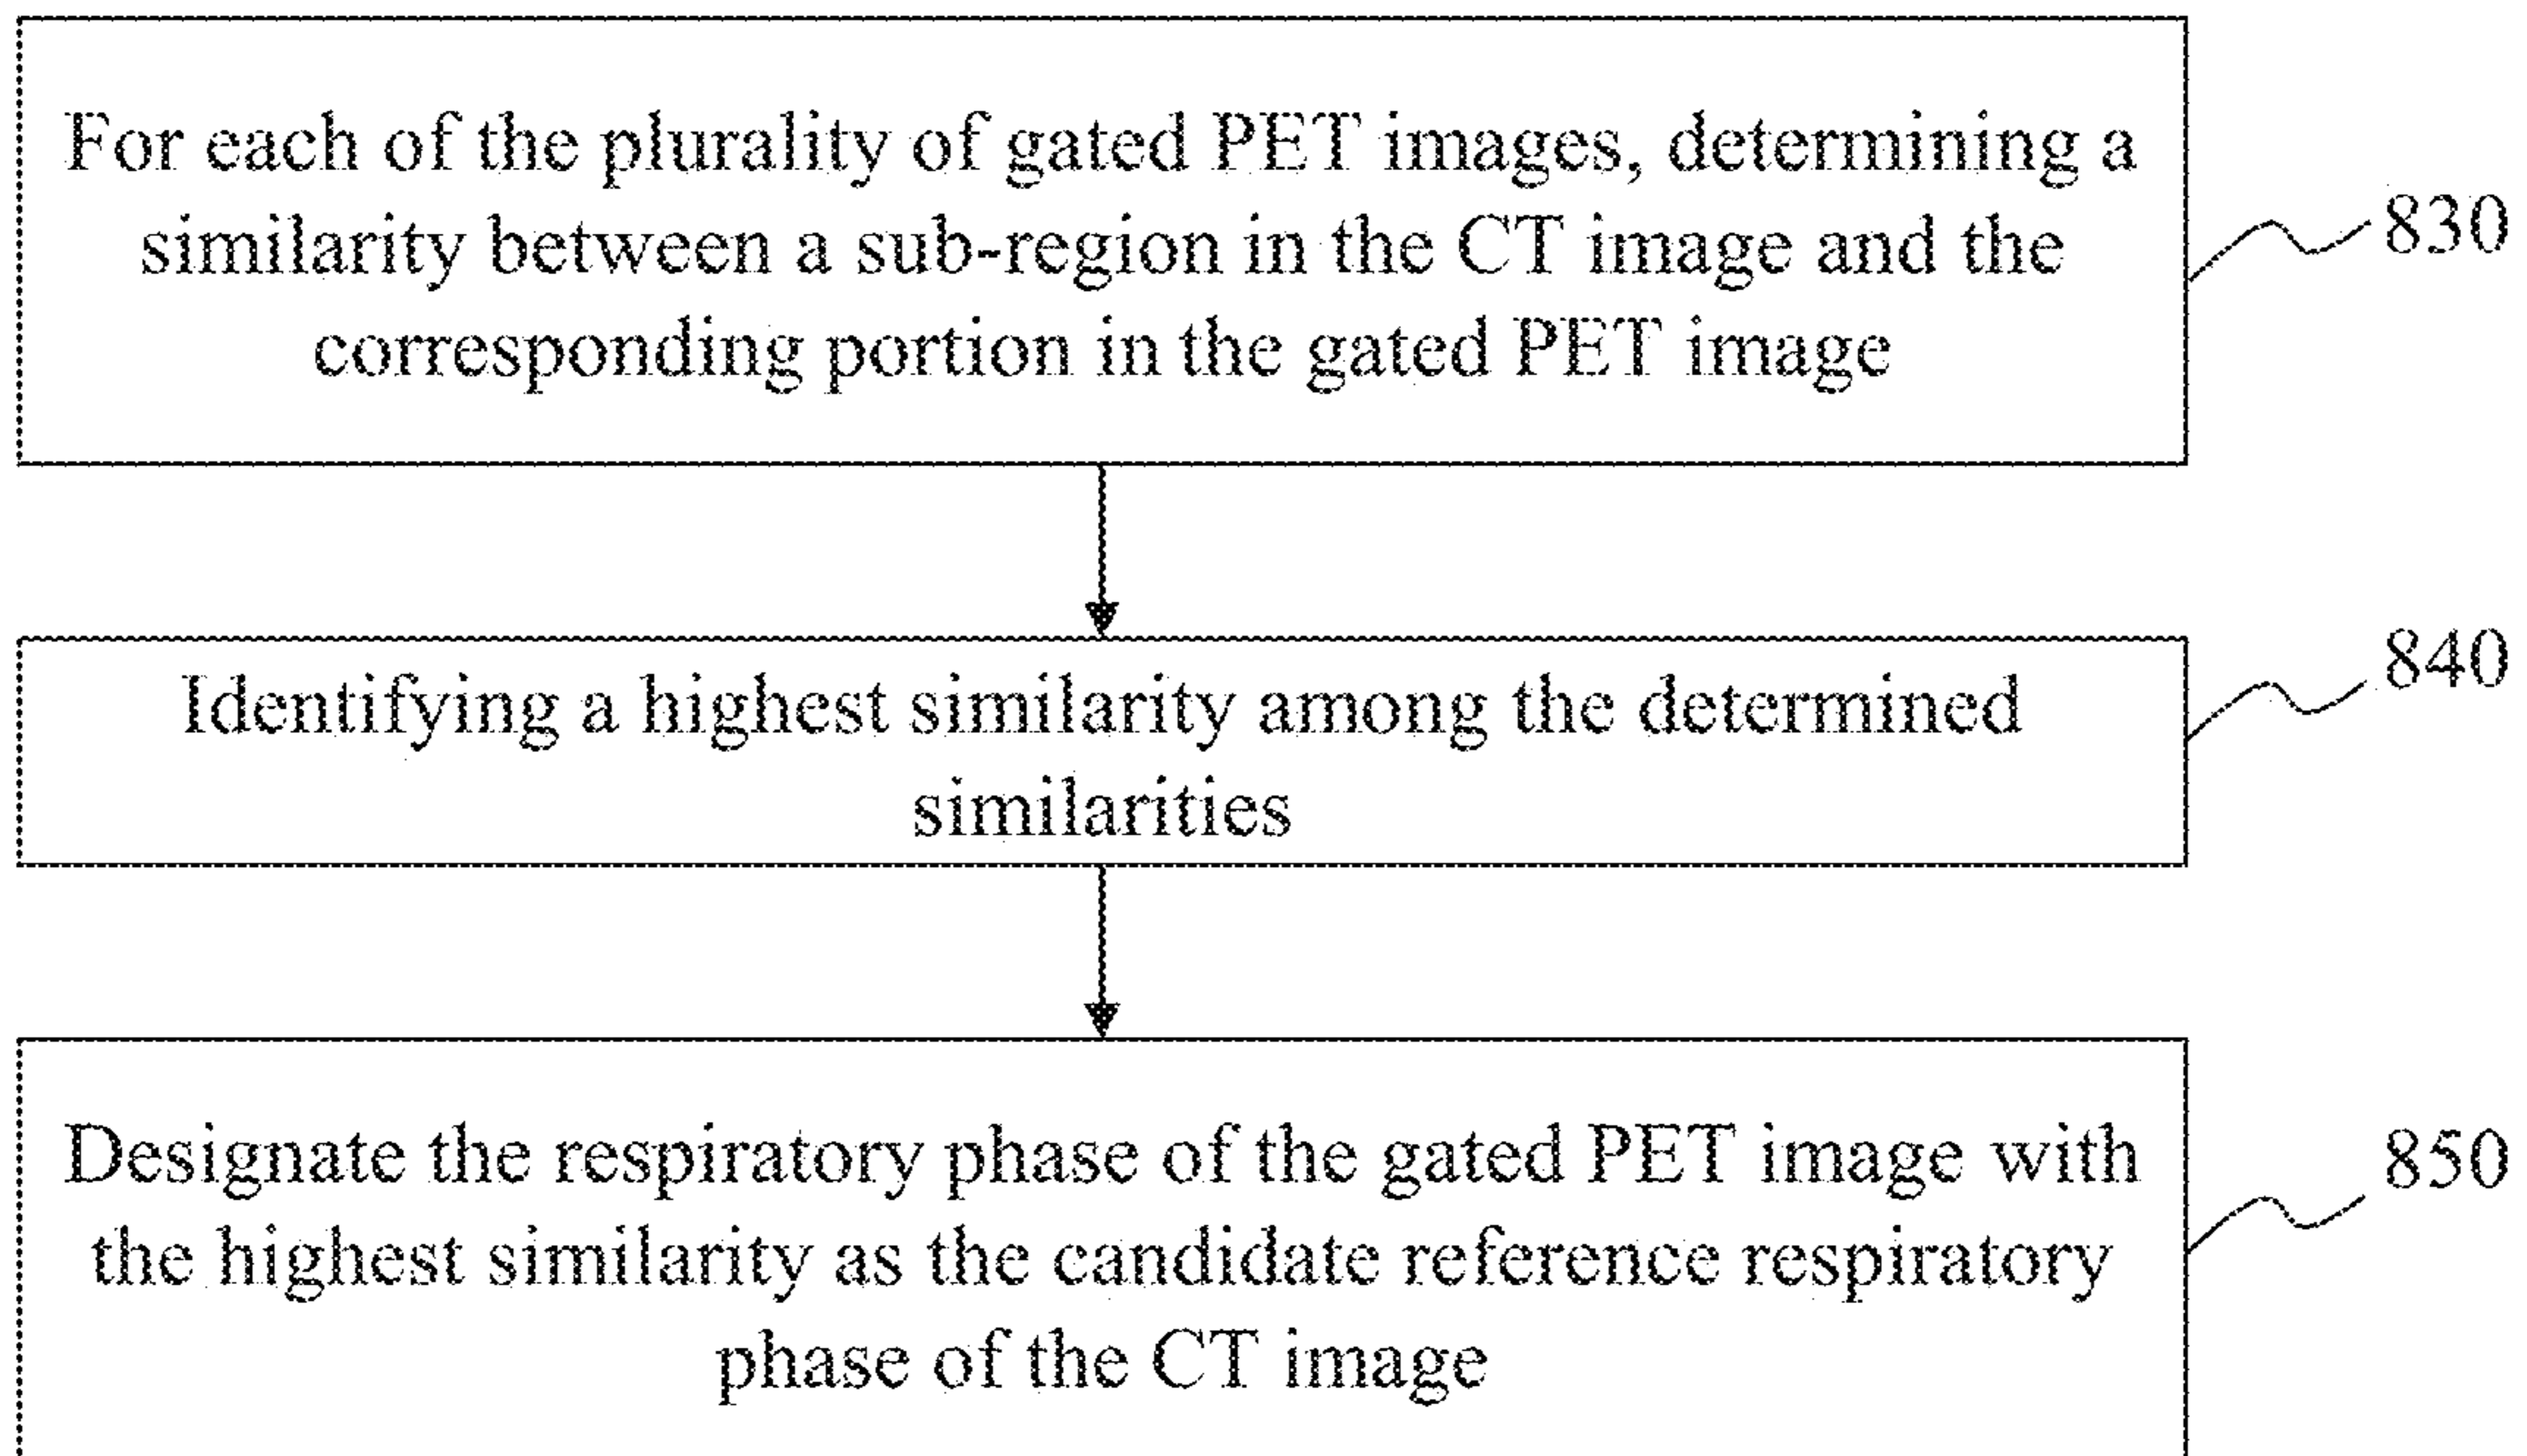 For each of the plurality of gated PET images, determining a
similarity between a sub-region in the CT image and the
corresponding portion in the gated PET image
830
Identifying a highest similarity among the determined
similarities
840
Designate the respiratory phase of the gated PET image with
the highest similarity as the candidate reference respiratory
phase of the CT image
850